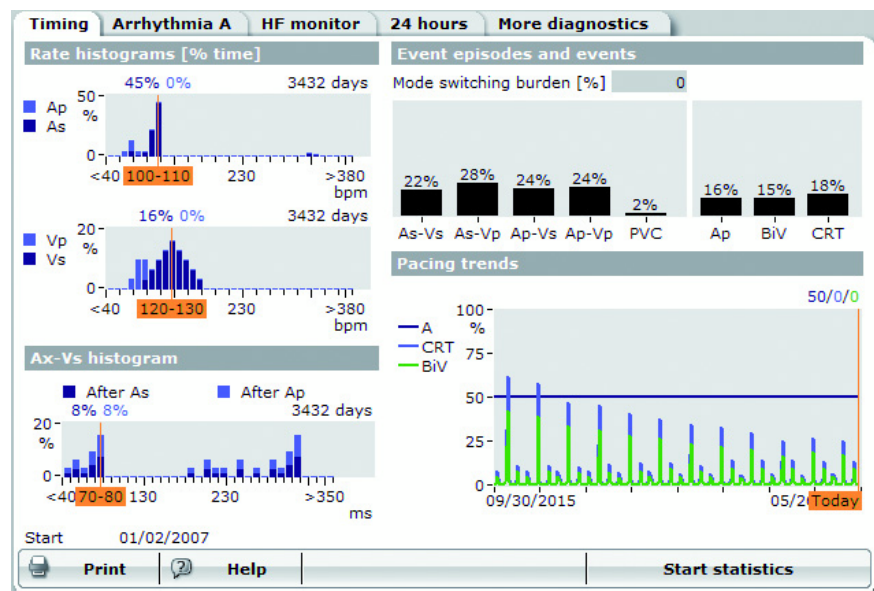 Timing Arrhythmia A HF monitor 24 hours More diagnostics
Rate histograms [% time]
45% 0% 3432 days
Ap
As
50
%
0
<40 100-110 230 >380
bpm
16% 0% 3432 days
Vp
Vs
20
%
0
<40 120-130 230 >380
bpm
Ax-Vs histogram
After As After Ap
8% 8% 3432 days
20
%
0
<40 70-80 130 230 >350
ms
Start 01/02/2007
Event episodes and events
Mode switching burden [%] 0
22% 28% 24% 24% 2% 16% 15% 18%
As-Vs As-Vp Ap-Vs Ap-Vp PVC Ap BiV CRT
Pacing trends
50/0/0
A
CRT
BiV
100
%
75
50
25
0
09/30/2015 05/2 Today
Print Help Start statistics